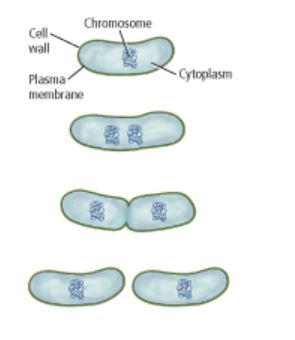 Chromosome
Cell
wall
Cytoplasm
Plasma
membrane